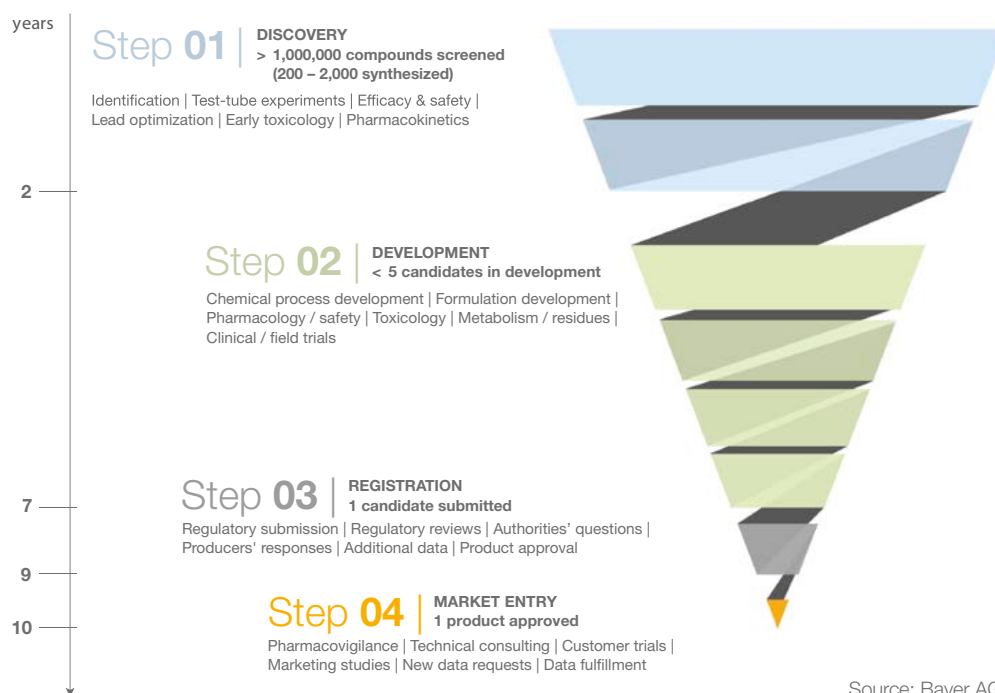 years
Step 01 | DISCOVERY
> 1,000,000 compounds screened
(200 – 2,000 synthesized)
Identification | Test-tube experiments | Efficacy & safety |
Lead optimization | Early toxicology | Pharmacokinetics
2
Step 02 | DEVELOPMENT
< 5 candidates in development
Chemical process development | Formulation development |
Pharmacology / safety | Toxicology | Metabolism / residues |
Clinical / field trials
Step 03 | REGISTRATION
7
1 candidate submitted
Regulatory submission | Regulatory reviews | Authorities' questions |
Producers' responses | Additional data | Product approval
9
Step 04 | MARKET ENTRY
10
1 product approved
Pharmacovigilance | Technical consulting | Customer trials |
Marketing studies | New data requests | Data fulfillment
Source: Bayer AG